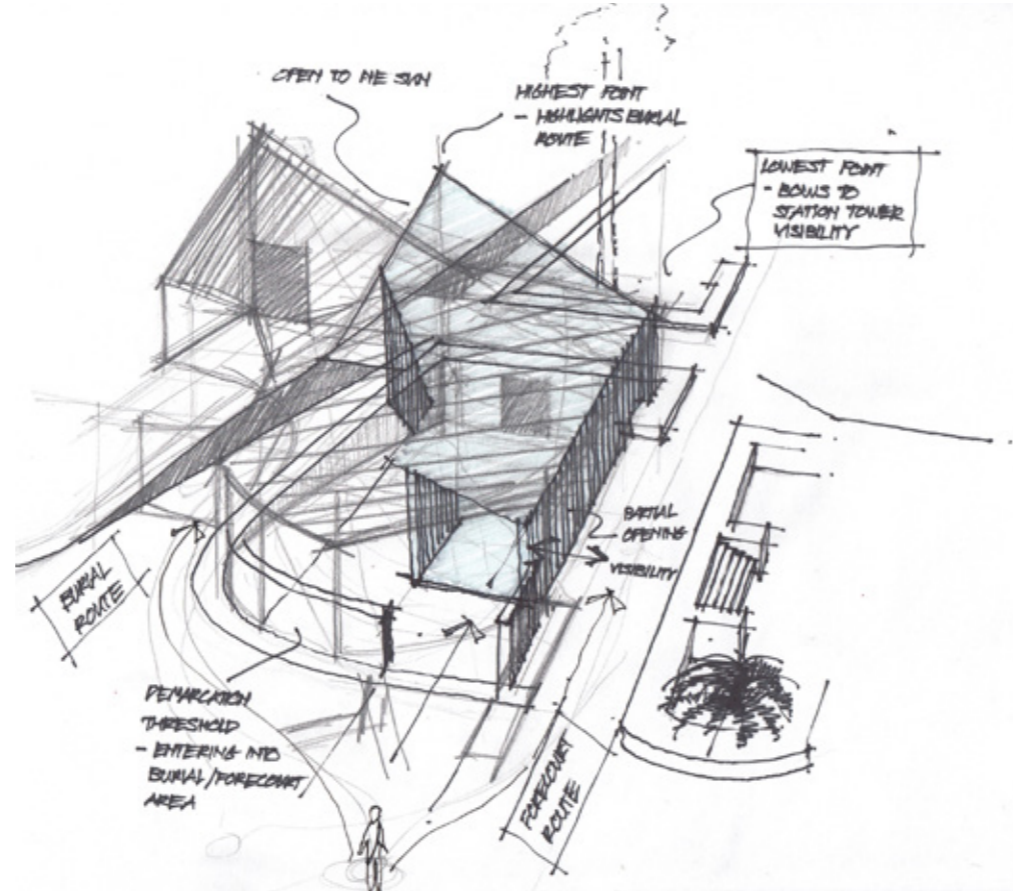 OPEN TO THE SUN
HIGHEST POINT
- HIGHLIGHTS BURIAL
ROUTE
LOWEST POINT
- BOWS TO
STATION TOWER
VISIBILITY
PARTIAL
OPENING
VISIBILITY
BURIAL
ROUTE
DEMARCATION
THRESHOLD
- ENTERING INTO
BURIAL/FORECOURT
AREA
FORECOURT
ROUTE